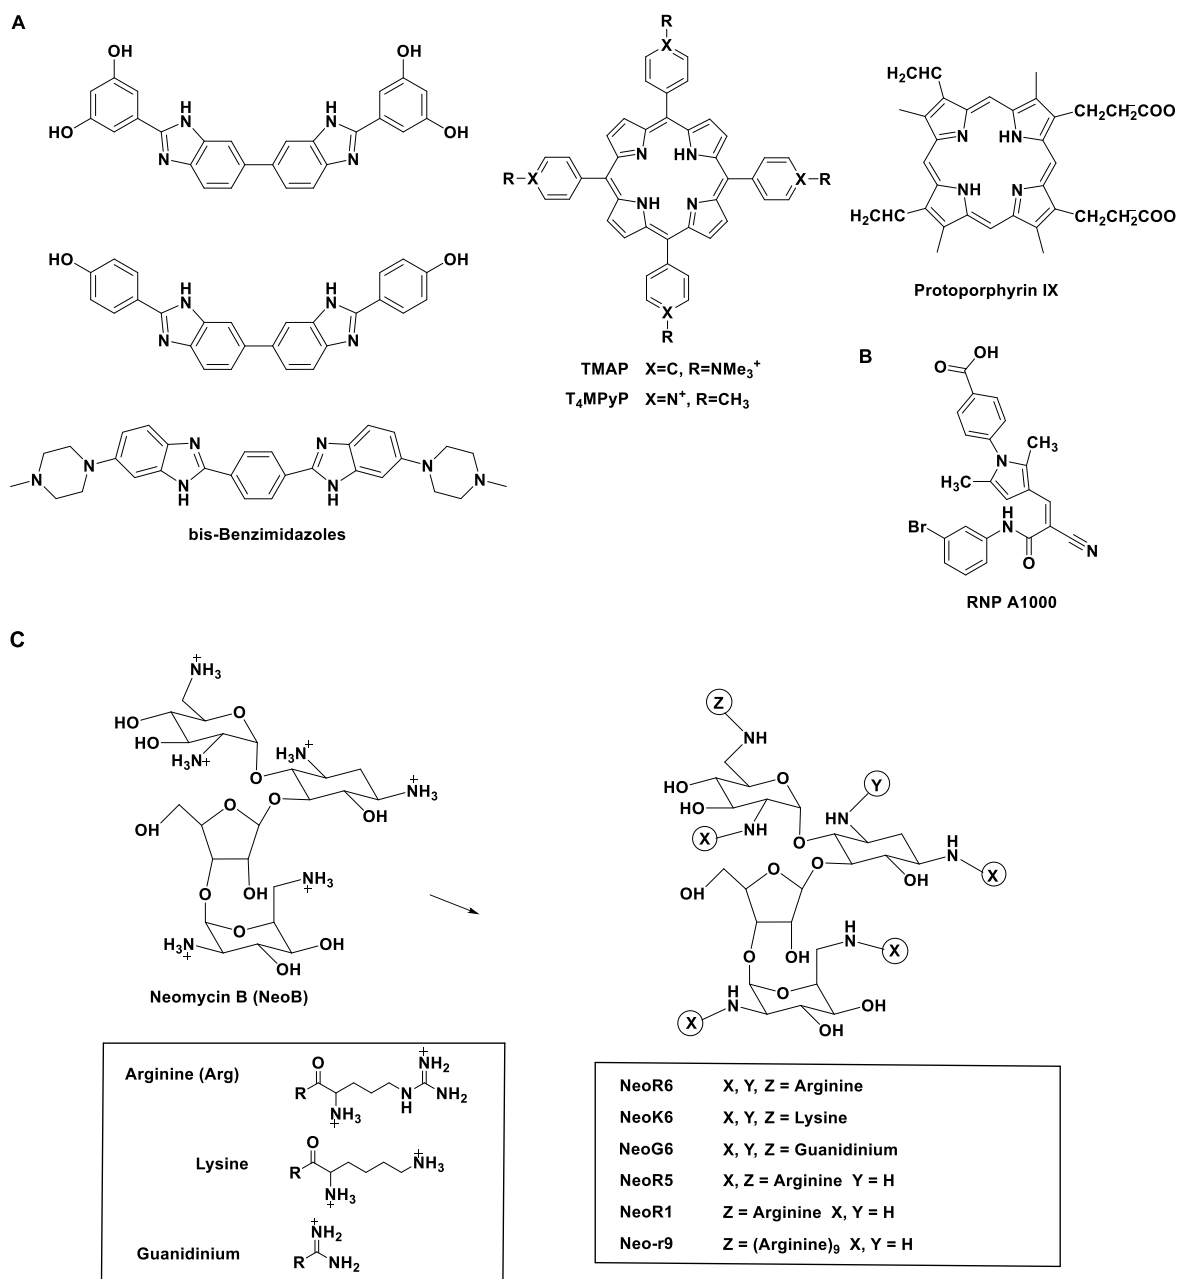 A
OH
OH
HO
OH
H
N
N
H
N
N
HO
OH
H
N
N
H
N
N
N
N
N
N
H
N
N
H
N
N
bis-Benzimidazoles
R
X
N
HN
R
X
X
R
NH
N
X
R
TMAP X=C, R=NMe3+
T4MPyP X=N+, R=CH3
H2CHC
CH2CH2COO-
N
HN
NH
N
H2CHC
CH2CH2COO-
Protoporphyrin IX
B
OH
O
CH3
N
H3C
H
N
Br
N
O
RNP A1000
C
+
NH3
HO
O
HO
H3N+
H3N+
O
+
NH3
OH
O
O
OH
OH
NH3
+
O
O
H3N
+
OH
OH
Neomycin B (NeoB)
Z
NH
HO
O
HO
NH
X
Y
HN
O
H
N
X
OH
O
O
OH
OH
H
N
X
O
O
H
N
X
OH
OH
Arginine (Arg)
O
R
NH3
+
N
H
+
NH2
NH2
Lysine
O
R
NH3
+
+
NH3
Guanidinium
+
NH2
R
NH2
NeoR6 X, Y, Z = Arginine
NeoK6 X, Y, Z = Lysine
NeoG6 X, Y, Z = Guanidinium
NeoR5 X, Z = Arginine Y = H
NeoR1 Z = Arginine X, Y = H
Neo-r9 Z = (Arginine)9 X, Y = H